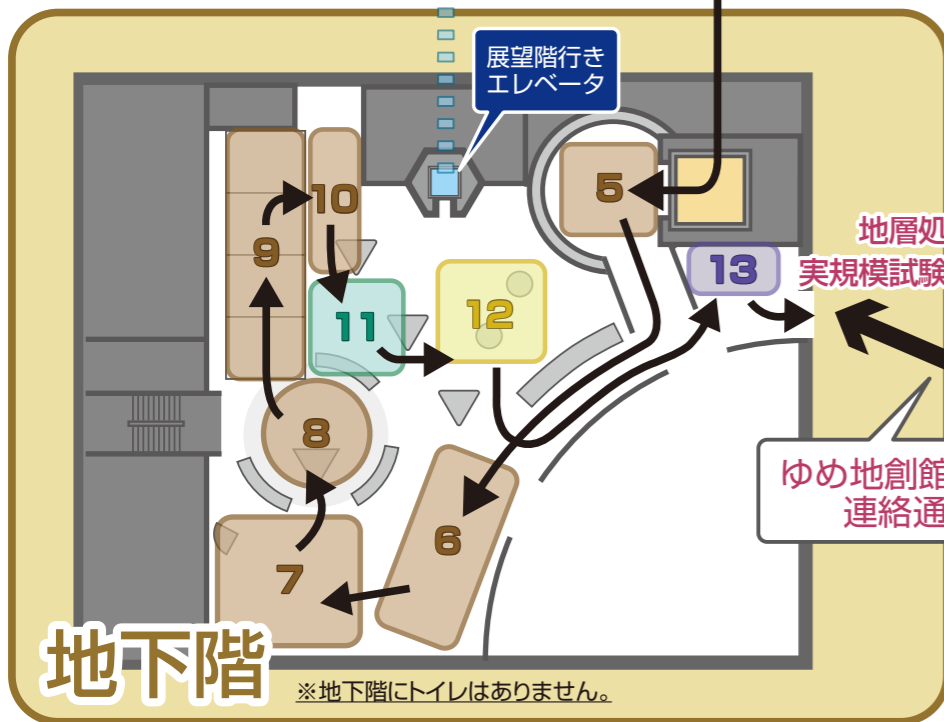 展望階行き
エレベータ
5
10
9
地層処
実規模試験
13
12
11
8
ゆめ地創館
連絡通
6
7
地下階
※地下階にトイレはありません。